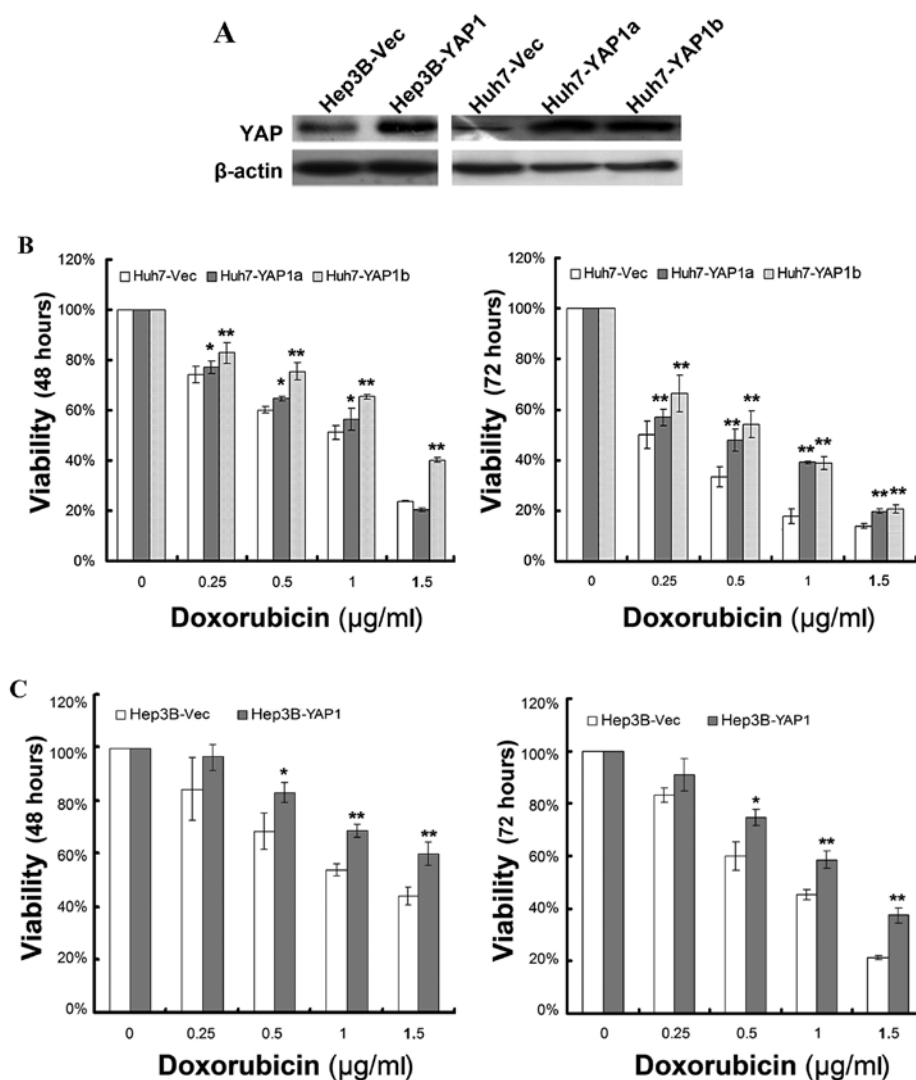 A
Hep3B-Vec
Hep3B-YAP1
Huh7-Vec
Huh7-YAP1a
Huh7-YAP1b
YAP
β-actin
B
120%
100%
80%
60%
40%
20%
0%
Viability (48 hours)
Huh7-Vec Huh7-YAP1a Huh7-YAP1b
* **
* **
* **
**
0 0.25 0.5 1 1.5
Doxorubicin (µg/ml)
120%
100%
80%
60%
40%
20%
0%
Viability (72 hours)
Huh7-Vec Huh7-YAP1a Huh7-YAP1b
** **
** **
** **
** **
0 0.25 0.5 1 1.5
Doxorubicin (µg/ml)
C
120%
100%
80%
60%
40%
20%
0%
Viability (48 hours)
Hep3B-Vec Hep3B-YAP1
*
**
**
0 0.25 0.5 1 1.5
Doxorubicin (µg/ml)
120%
100%
80%
60%
40%
20%
0%
Viability (72 hours)
Hep3B-Vec Hep3B-YAP1
*
**
**
0 0.25 0.5 1 1.5
Doxorubicin (µg/ml)